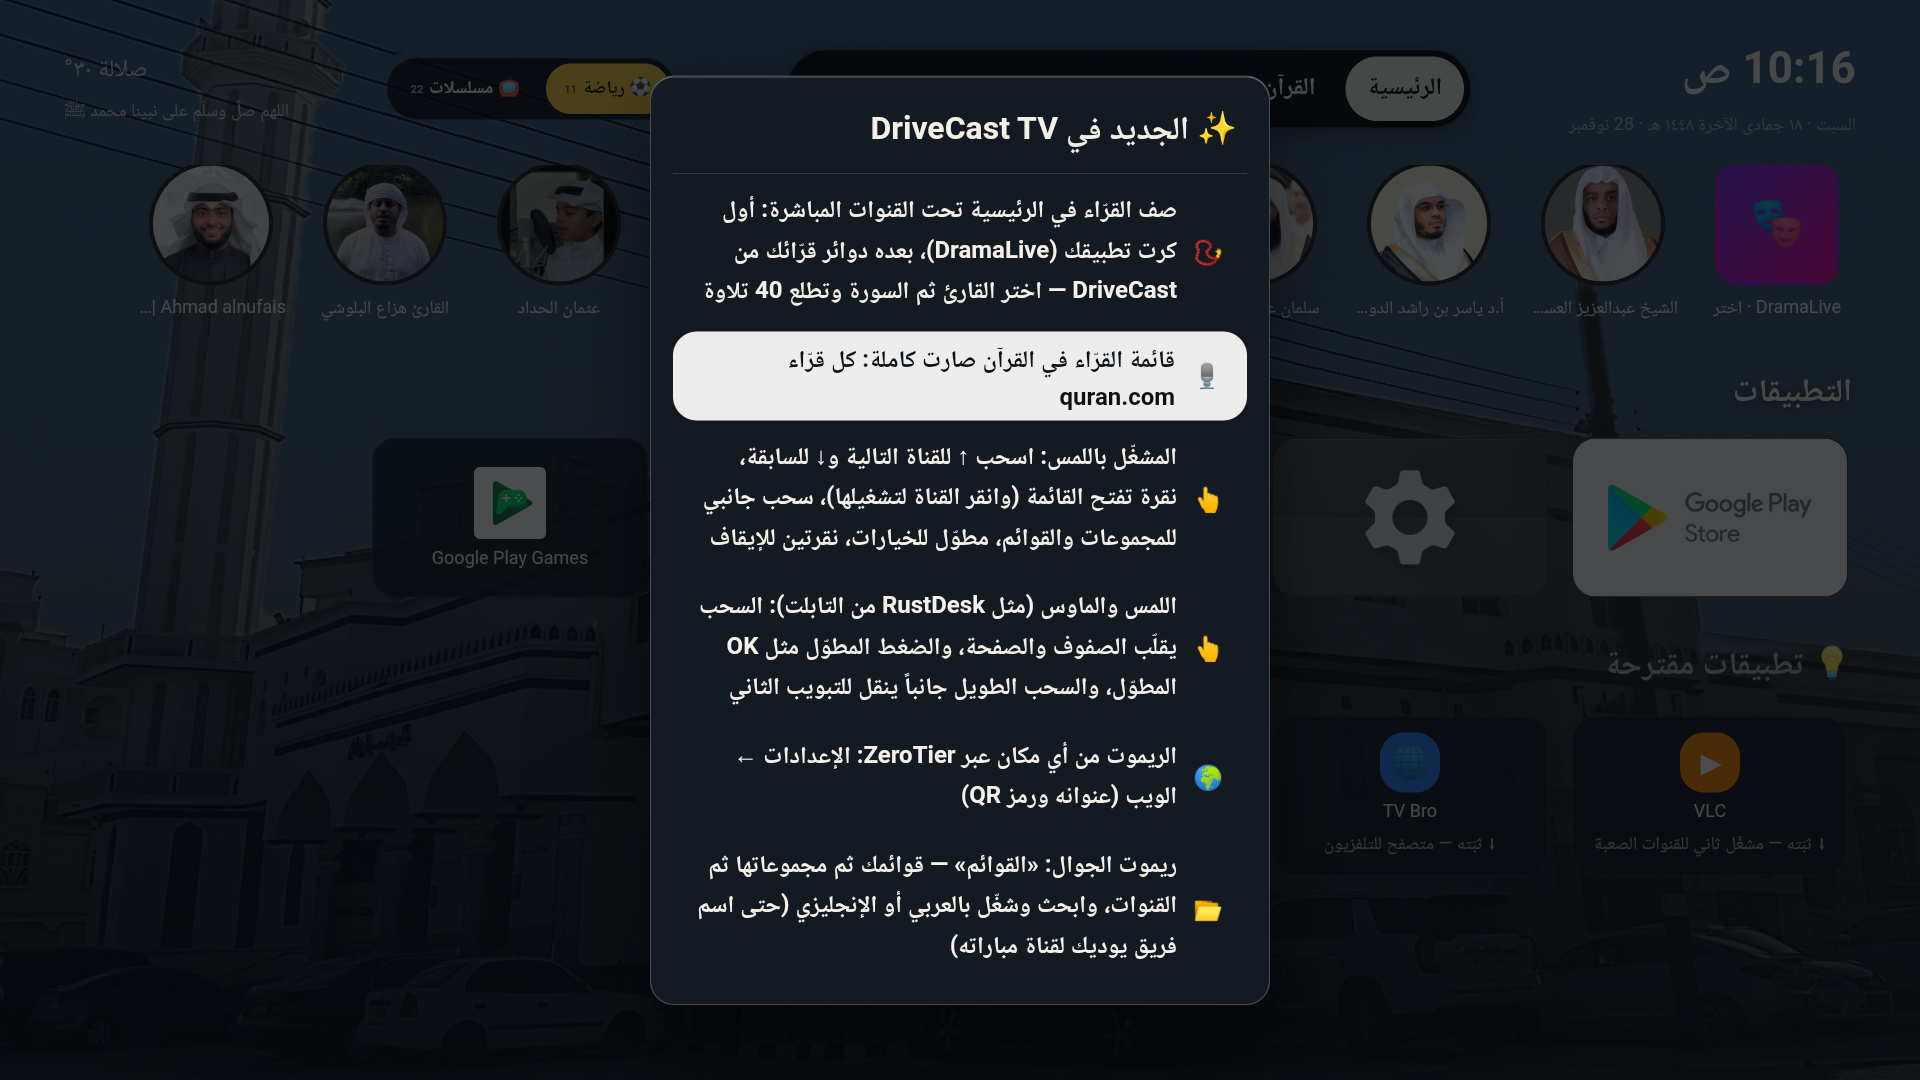 10:16 ص
السبت · ١٨ جمادى الآخرة ١٤٤٨ هـ · 28 نوفمبر
الرئيسية
القرآن
⚽ رياضة 11
📺 مسلسلات 22
صلالة ٣٠°
اللهم صلِّ وسلِّم على نبينا محمد ﷺ
DramaLive · اختر
الشيخ عبدالعزيز العسـ...
أ.د ياسر بن راشد الدو...
سلمان
عثمان الحداد
القارئ هزاع البلوشي
Ahmad alnufais |...
✨ الجديد في DriveCast TV
صف القرّاء في الرئيسية تحت القنوات المباشرة: أول
كرت تطبيقك (DramaLive)، بعده دوائر قرّائك من
DriveCast — اختر القارئ ثم السورة وتطلع 40 تلاوة
قائمة القرّاء في القرآن صارت كاملة: كل قرّاء
quran.com
المشغّل باللمس: اسحب ↑ للقناة التالية و↓ للسابقة،
نقرة تفتح القائمة (وانقر القناة لتشغيلها)، سحب جانبي
للمجموعات والقوائم، مطوّل للخيارات، نقرتين للإيقاف
اللمس والماوس (مثل RustDesk من التابلت): السحب
يقلّب الصفوف والصفحة، والضغط المطوّل مثل OK
المطوّل، والسحب الطويل جانباً ينقل للتبويب الثاني
الريموت من أي مكان عبر ZeroTier: الإعدادات ←
الويب (عنوانه ورمز QR)
ريموت الجوال: «القوائم» — قوائمك ثم مجموعاتها ثم
القنوات، وابحث وشغّل بالعربي أو الإنجليزي (حتى اسم
فريق يوديك لقناة مباراته)
التطبيقات
Google Play
Store
Google Play Games
💡 تطبيقات مقترحة
VLC
⬇ ثبّته — مشغّل ثاني للقنوات الصعبة
TV Bro
⬇ ثبّته — متصفح للتلفزيون